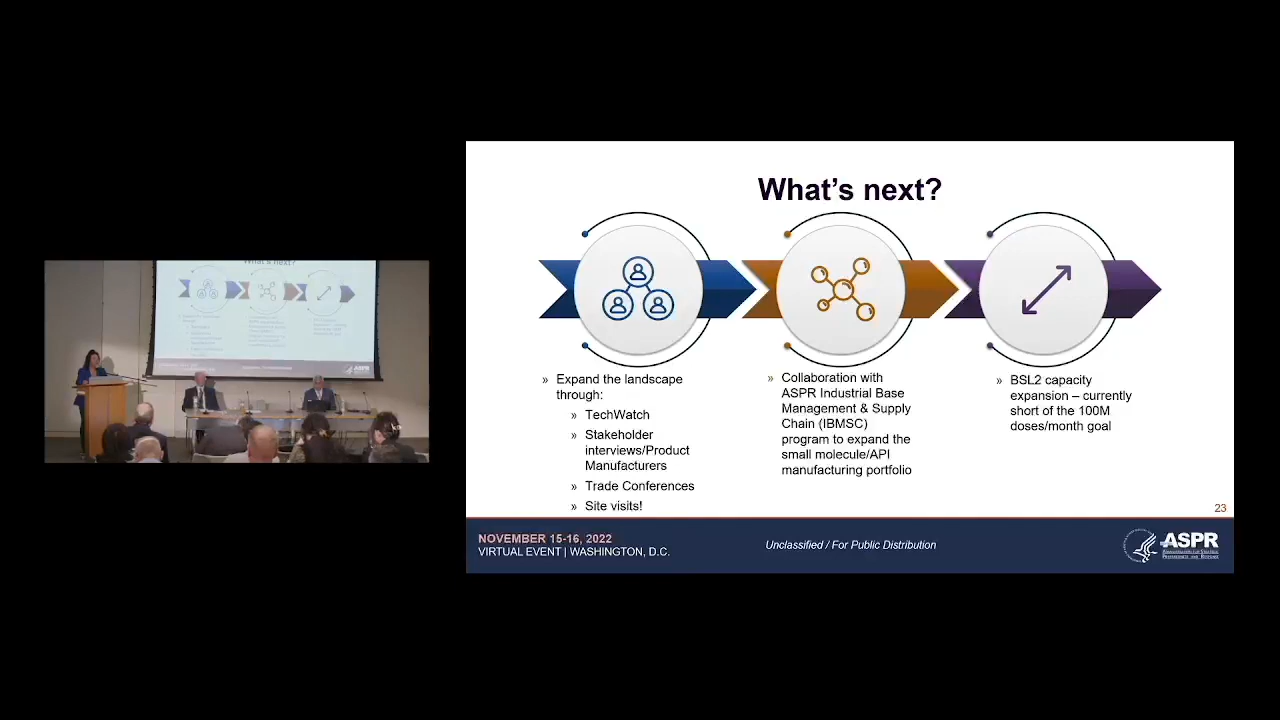 What's next?
» Expand the landscape
through:
» TechWatch
» Stakeholder
interviews/Product
Manufacturers
» Trade Conferences
» Site visits!
» Collaboration with
ASPR Industrial Base
Management & Supply
Chain (IBMSC)
program to expand the
small molecule/API
manufacturing portfolio
» BSL2 capacity
expansion – currently
short of the 100M
doses/month goal
23
NOVEMBER 15-16, 2022
VIRTUAL EVENT | WASHINGTON, D.C.
Unclassified / For Public Distribution
ASPR
What's next?
ASPR